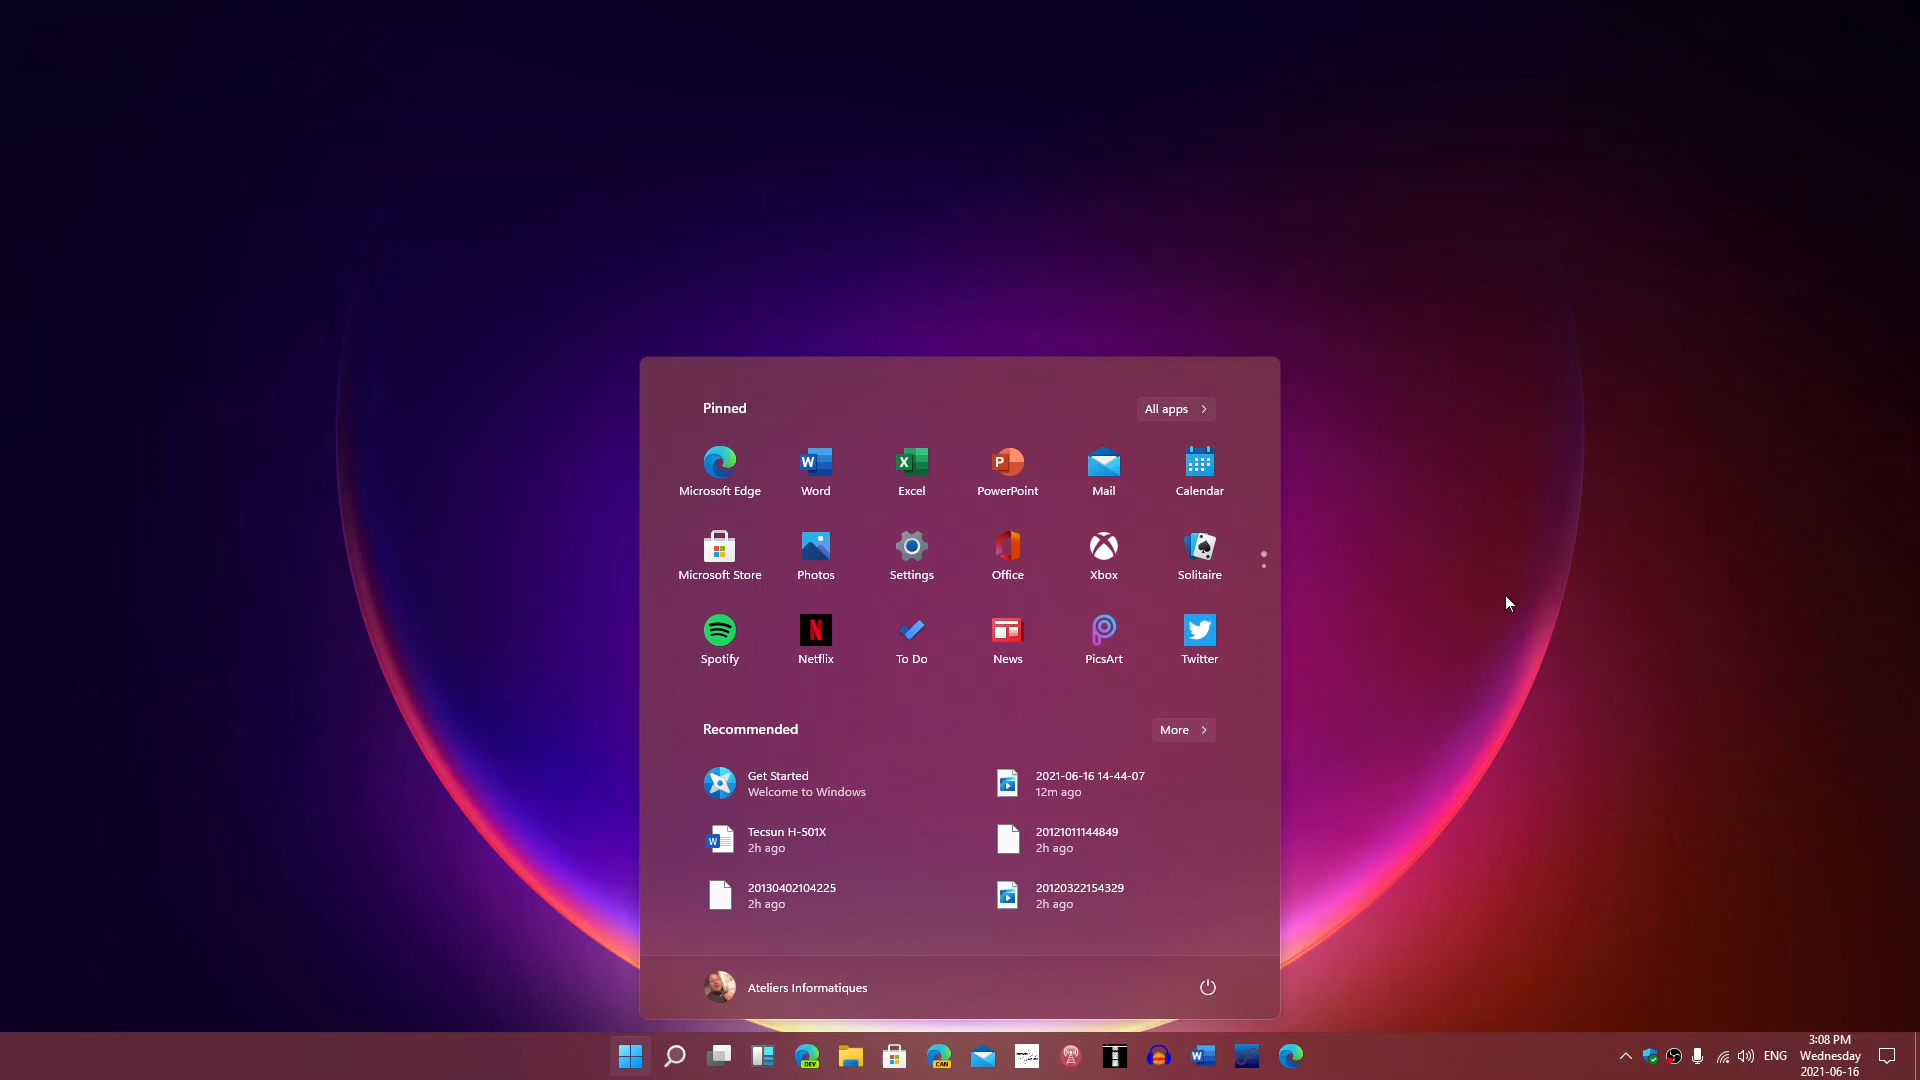 Pinned
All apps
Microsoft Edge
Word
Excel
PowerPoint
Mail
Calendar
Microsoft Store
Photos
Settings
Office
Xbox
Solitaire
Spotify
Netflix
To Do
News
PicsArt
Twitter
Recommended
More
Get Started
Welcome to Windows
2021-06-16 14-44-07
12m ago
Tecsun H-501X
2h ago
20121011144849
2h ago
20130402104225
2h ago
20120322154329
2h ago
Ateliers Informatiques
DEV
CAN
ENG
3:08 PM
Wednesday
2021-06-16